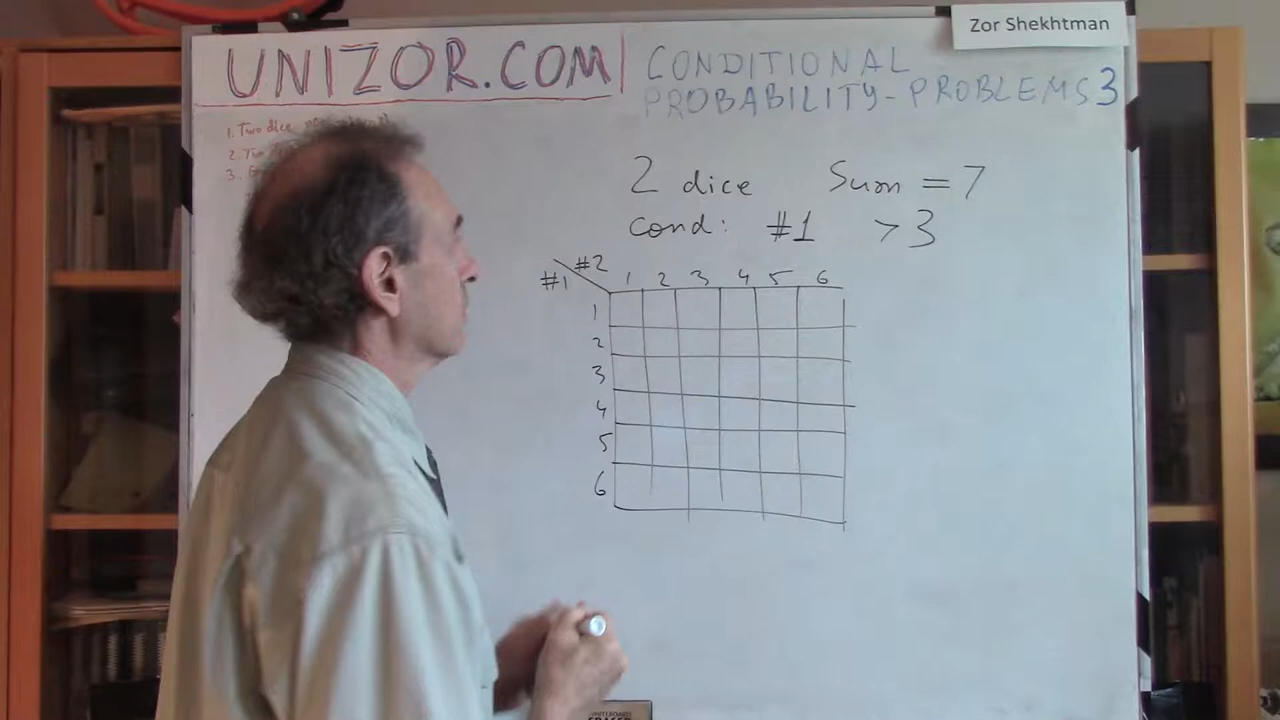 Zor Shekhtman
UNIZOR.COM
CONDITIONAL
PROBABILITY - PROBLEMS 3
1. Two dice
2.
3.
2 dice Sum = 7
cond: #1 > 3
#2
#1
1 2 3 4 5 6
1
2
3
4
5
6